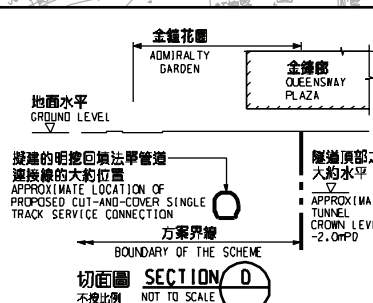 金鐘花園
ADMIRALTY
GARDEN
金鐘廊
QUEENSWAY
PLAZA
地面水平
GROUND LEVEL
擬建的明挖回填法單管道
連接線的大約位置
APPROXIMATE LOCATION OF
PROPOSED CUT-AND-COVER SINGLE
TRACK SERVICE CONNECTION
隧道頂部之
大約水平
APPROXIMA
TUNNEL
CROWN LEVE
-2.0mPD
方案界線
BOUNDARY OF THE SCHEME
切面圖 SECTION D
不按比例 NOT TO SCALE